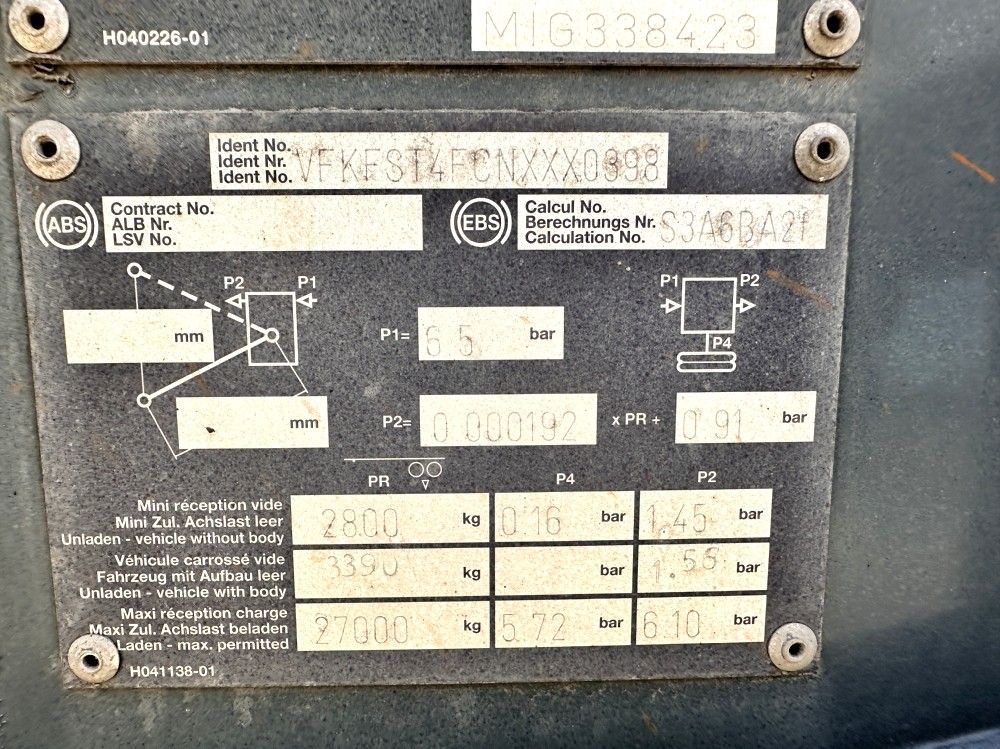 H040226-01
MIG338423
Ident No.
Ident Nr.
Ident No. VFKFST4FCNXXX0398
ABS
Contract No.
ALB Nr.
LSV No.
EBS
Calcul No.
Berechnungs Nr.
Calculation No. S3A6BA21
P2 P1
mm
mm
P1= 6.5 bar
P1 P2
P4
P2= 0.000192 x PR + 0.91 bar
PR P4 P2
Mini réception vide
Mini Zul. Achslast leer
Unladen - vehicle without body
2800 kg 0.16 bar 1.45 bar
Véhicule carrossé vide
Fahrzeug mit Aufbau leer
Unladen - vehicle with body
3390 kg bar 1.56 bar
Maxi réception charge
Maxi Zul. Achslast beladen
Laden - max. permitted
27000 kg 5.72 bar 6.10 bar
H041138-01